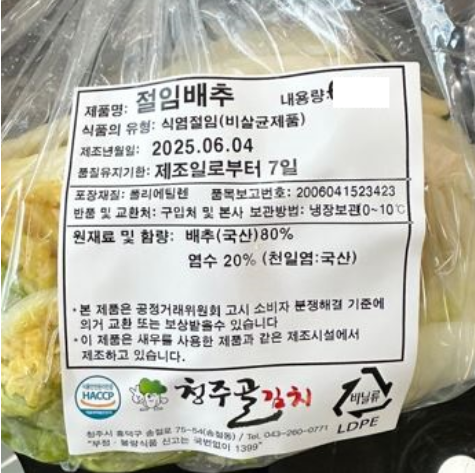 제품명: 절임배추 내용량:
식품의 유형: 식염절임(비살균제품)
제조년월일: 2025.06.04
품질유지기한: 제조일로부터 7일
포장재질: 폴리에틸렌 품목보고번호: 2006041523423
반품 및 교환처: 구입처 및 본사 보관방법: 냉장보관0~10℃
원재료 및 함량: 배추(국산)80%
염수 20% (천일염:국산)
*본 제품은 공정거래위원회 고시 소비자 분쟁해결 기준에
의거 교환 또는 보상받을수 있습니다
*이 제품은 새우를 사용한 제품과 같은 제조시설에서
제조하고 있습니다.
HACCP 청주골김치 비닐류 LDPE
청주시 흥덕구 송절로 75-54(송절동) / Tel. 043-260-0771
"부정·불량식품 신고는 국번없이 1399"